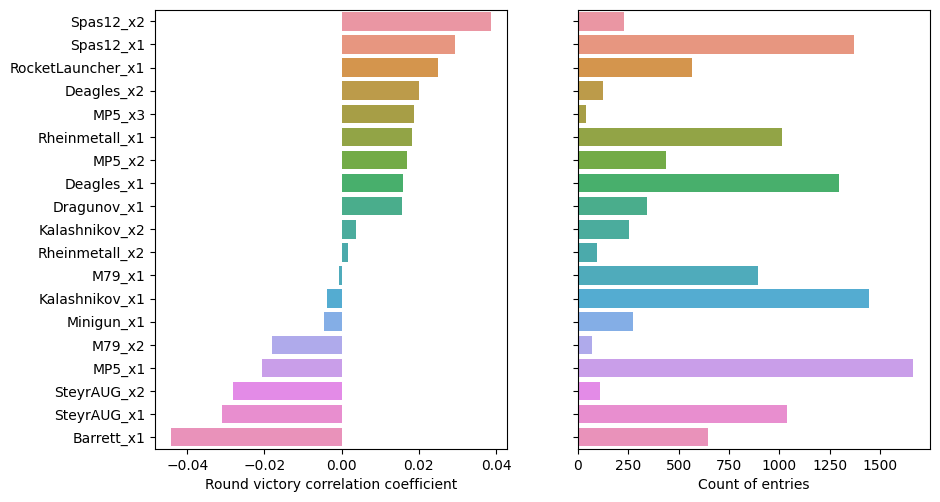 Spas12_x2
Spas12_x1
RocketLauncher_x1
Deagles_x2
MP5_x3
Rheinmetall_x1
MP5_x2
Deagles_x1
Dragunov_x1
Kalashnikov_x2
Rheinmetall_x2
M79_x1
Kalashnikov_x1
Minigun_x1
M79_x2
MP5_x1
SteyrAUG_x2
SteyrAUG_x1
Barrett_x1
−0.04 −0.02 0.00 0.02 0.04
Round victory correlation coefficient
0 250 500 750 1000 1250 1500
Count of entries